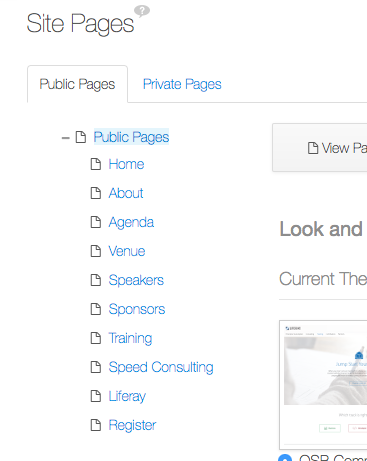 Site Pages ?
Public Pages Private Pages
Public Pages
View Pa
Home
About
Agenda
Venue
Look and
Speakers
Current The
Sponsors
Training
Speed Consulting
Liferay
Register
OSB Comm